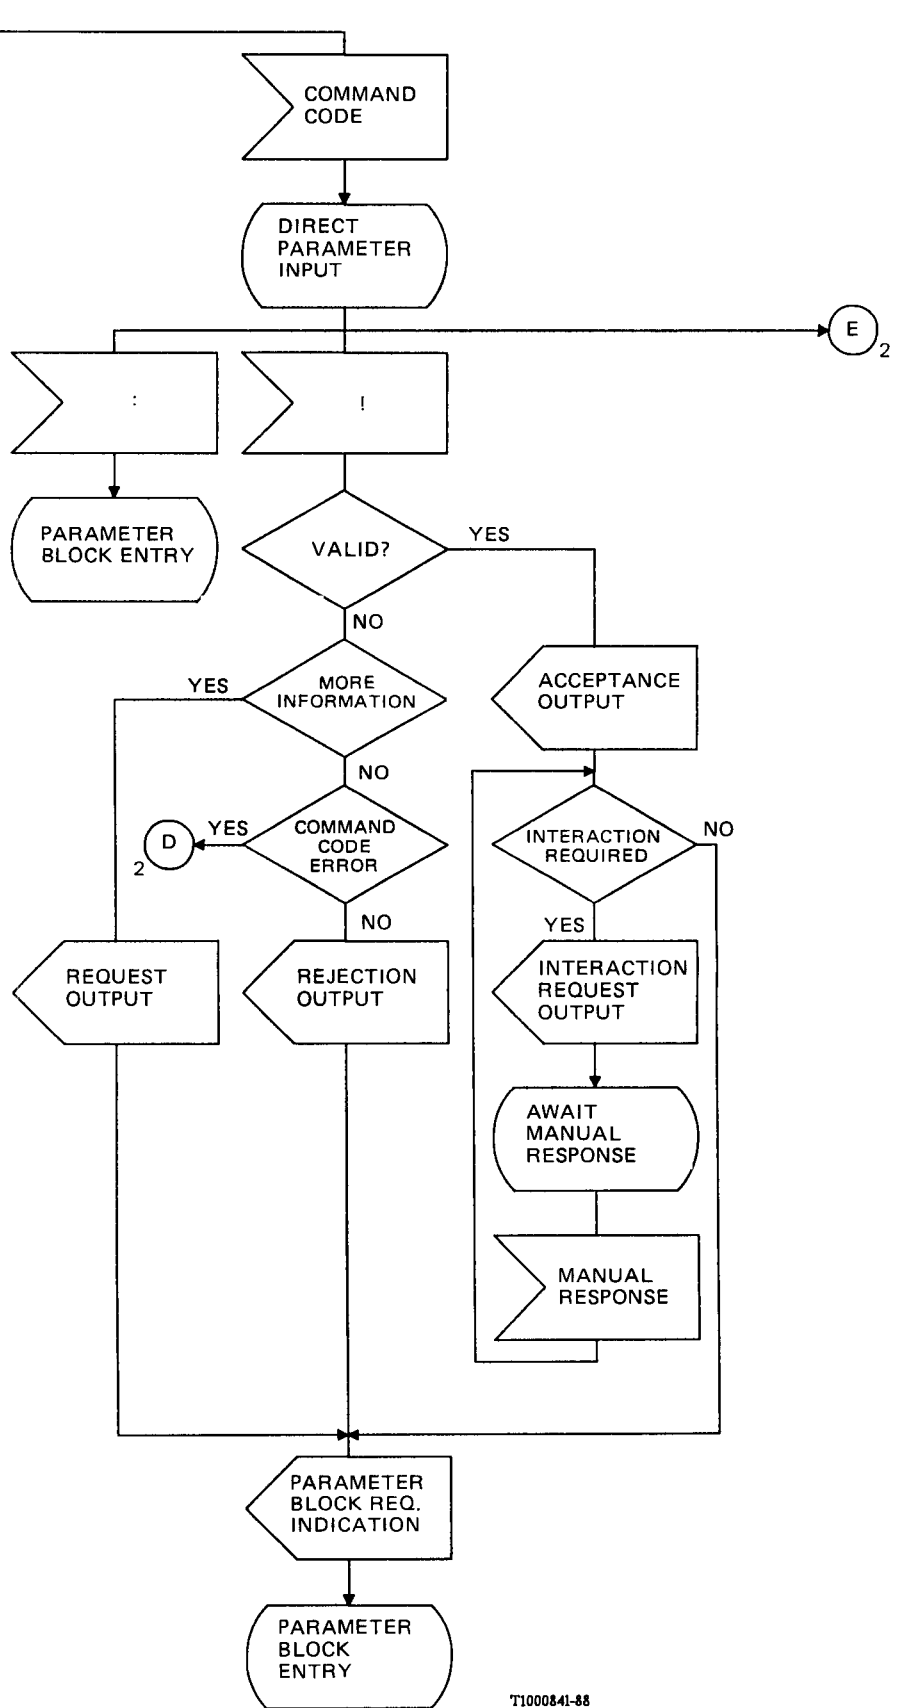 COMMAND
CODE
DIRECT
PARAMETER
INPUT
E
2
:
!
PARAMETER
BLOCK ENTRY
VALID?
YES
NO
YES
MORE
INFORMATION
ACCEPTANCE
OUTPUT
NO
D
2
YES
COMMAND
CODE
ERROR
INTERACTION
REQUIRED
NO
NO
YES
REQUEST
OUTPUT
REJECTION
OUTPUT
INTERACTION
REQUEST
OUTPUT
AWAIT
MANUAL
RESPONSE
MANUAL
RESPONSE
PARAMETER
BLOCK REQ.
INDICATION
PARAMETER
BLOCK
ENTRY
T1000841-88